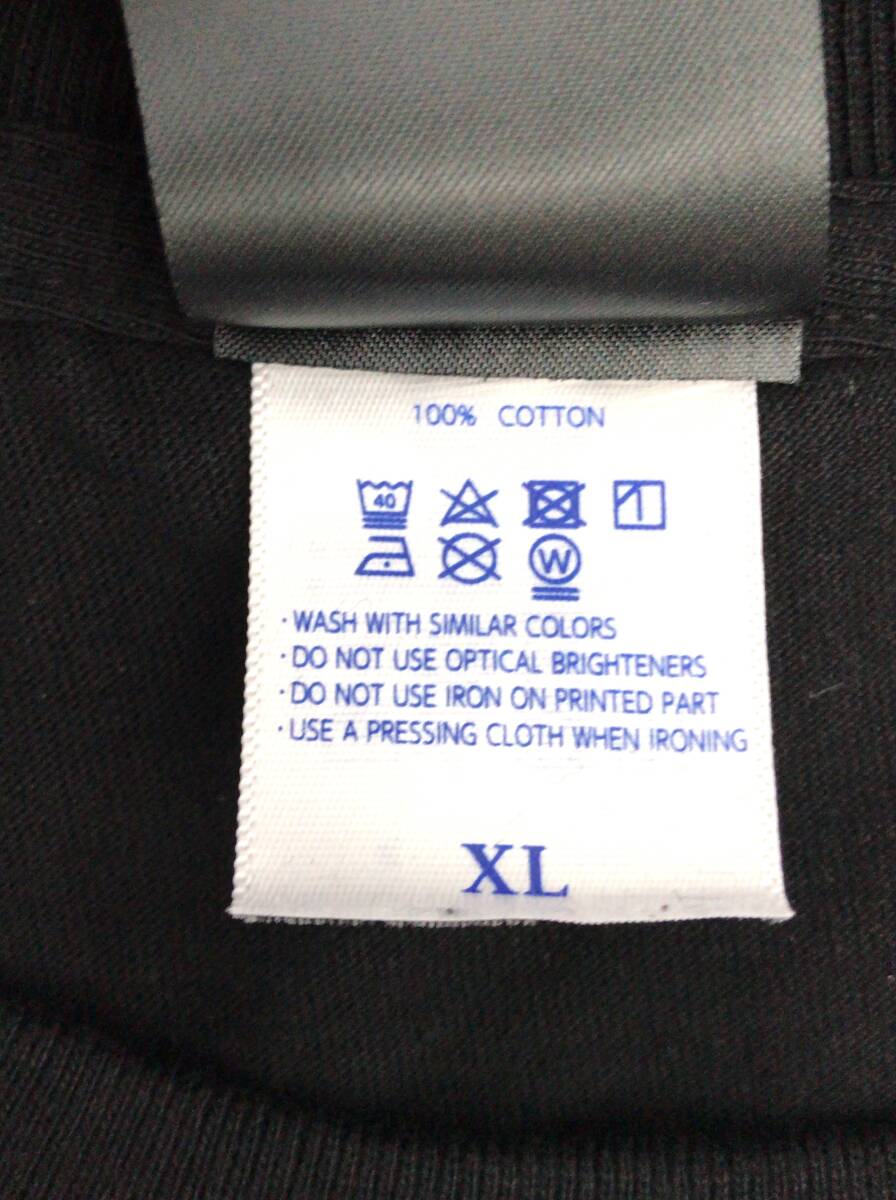 100% COTTON
40
W
· WASH WITH SIMILAR COLORS
· DO NOT USE OPTICAL BRIGHTENERS
· DO NOT USE IRON ON PRINTED PART
· USE A PRESSING CLOTH WHEN IRONING
XL